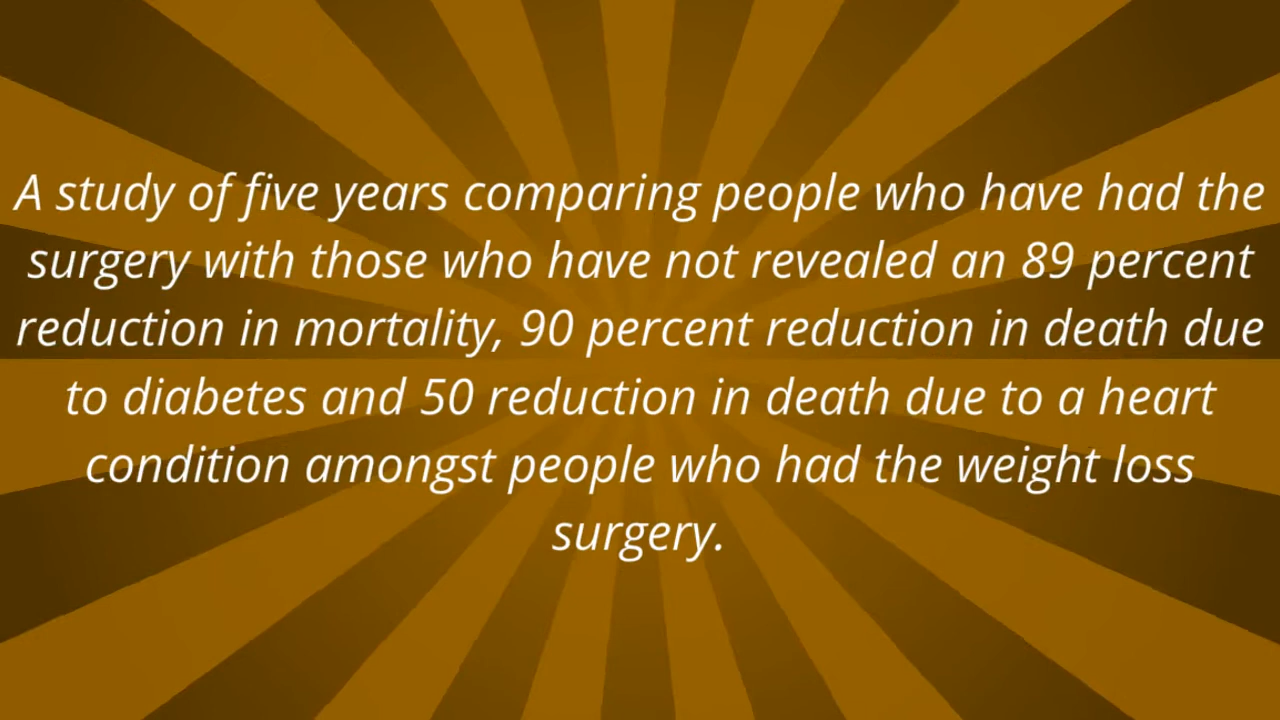 A study of five years comparing people who have had the
surgery with those who have not revealed an 89 percent
reduction in mortality, 90 percent reduction in death due
to diabetes and 50 reduction in death due to a heart
condition amongst people who had the weight loss
surgery.